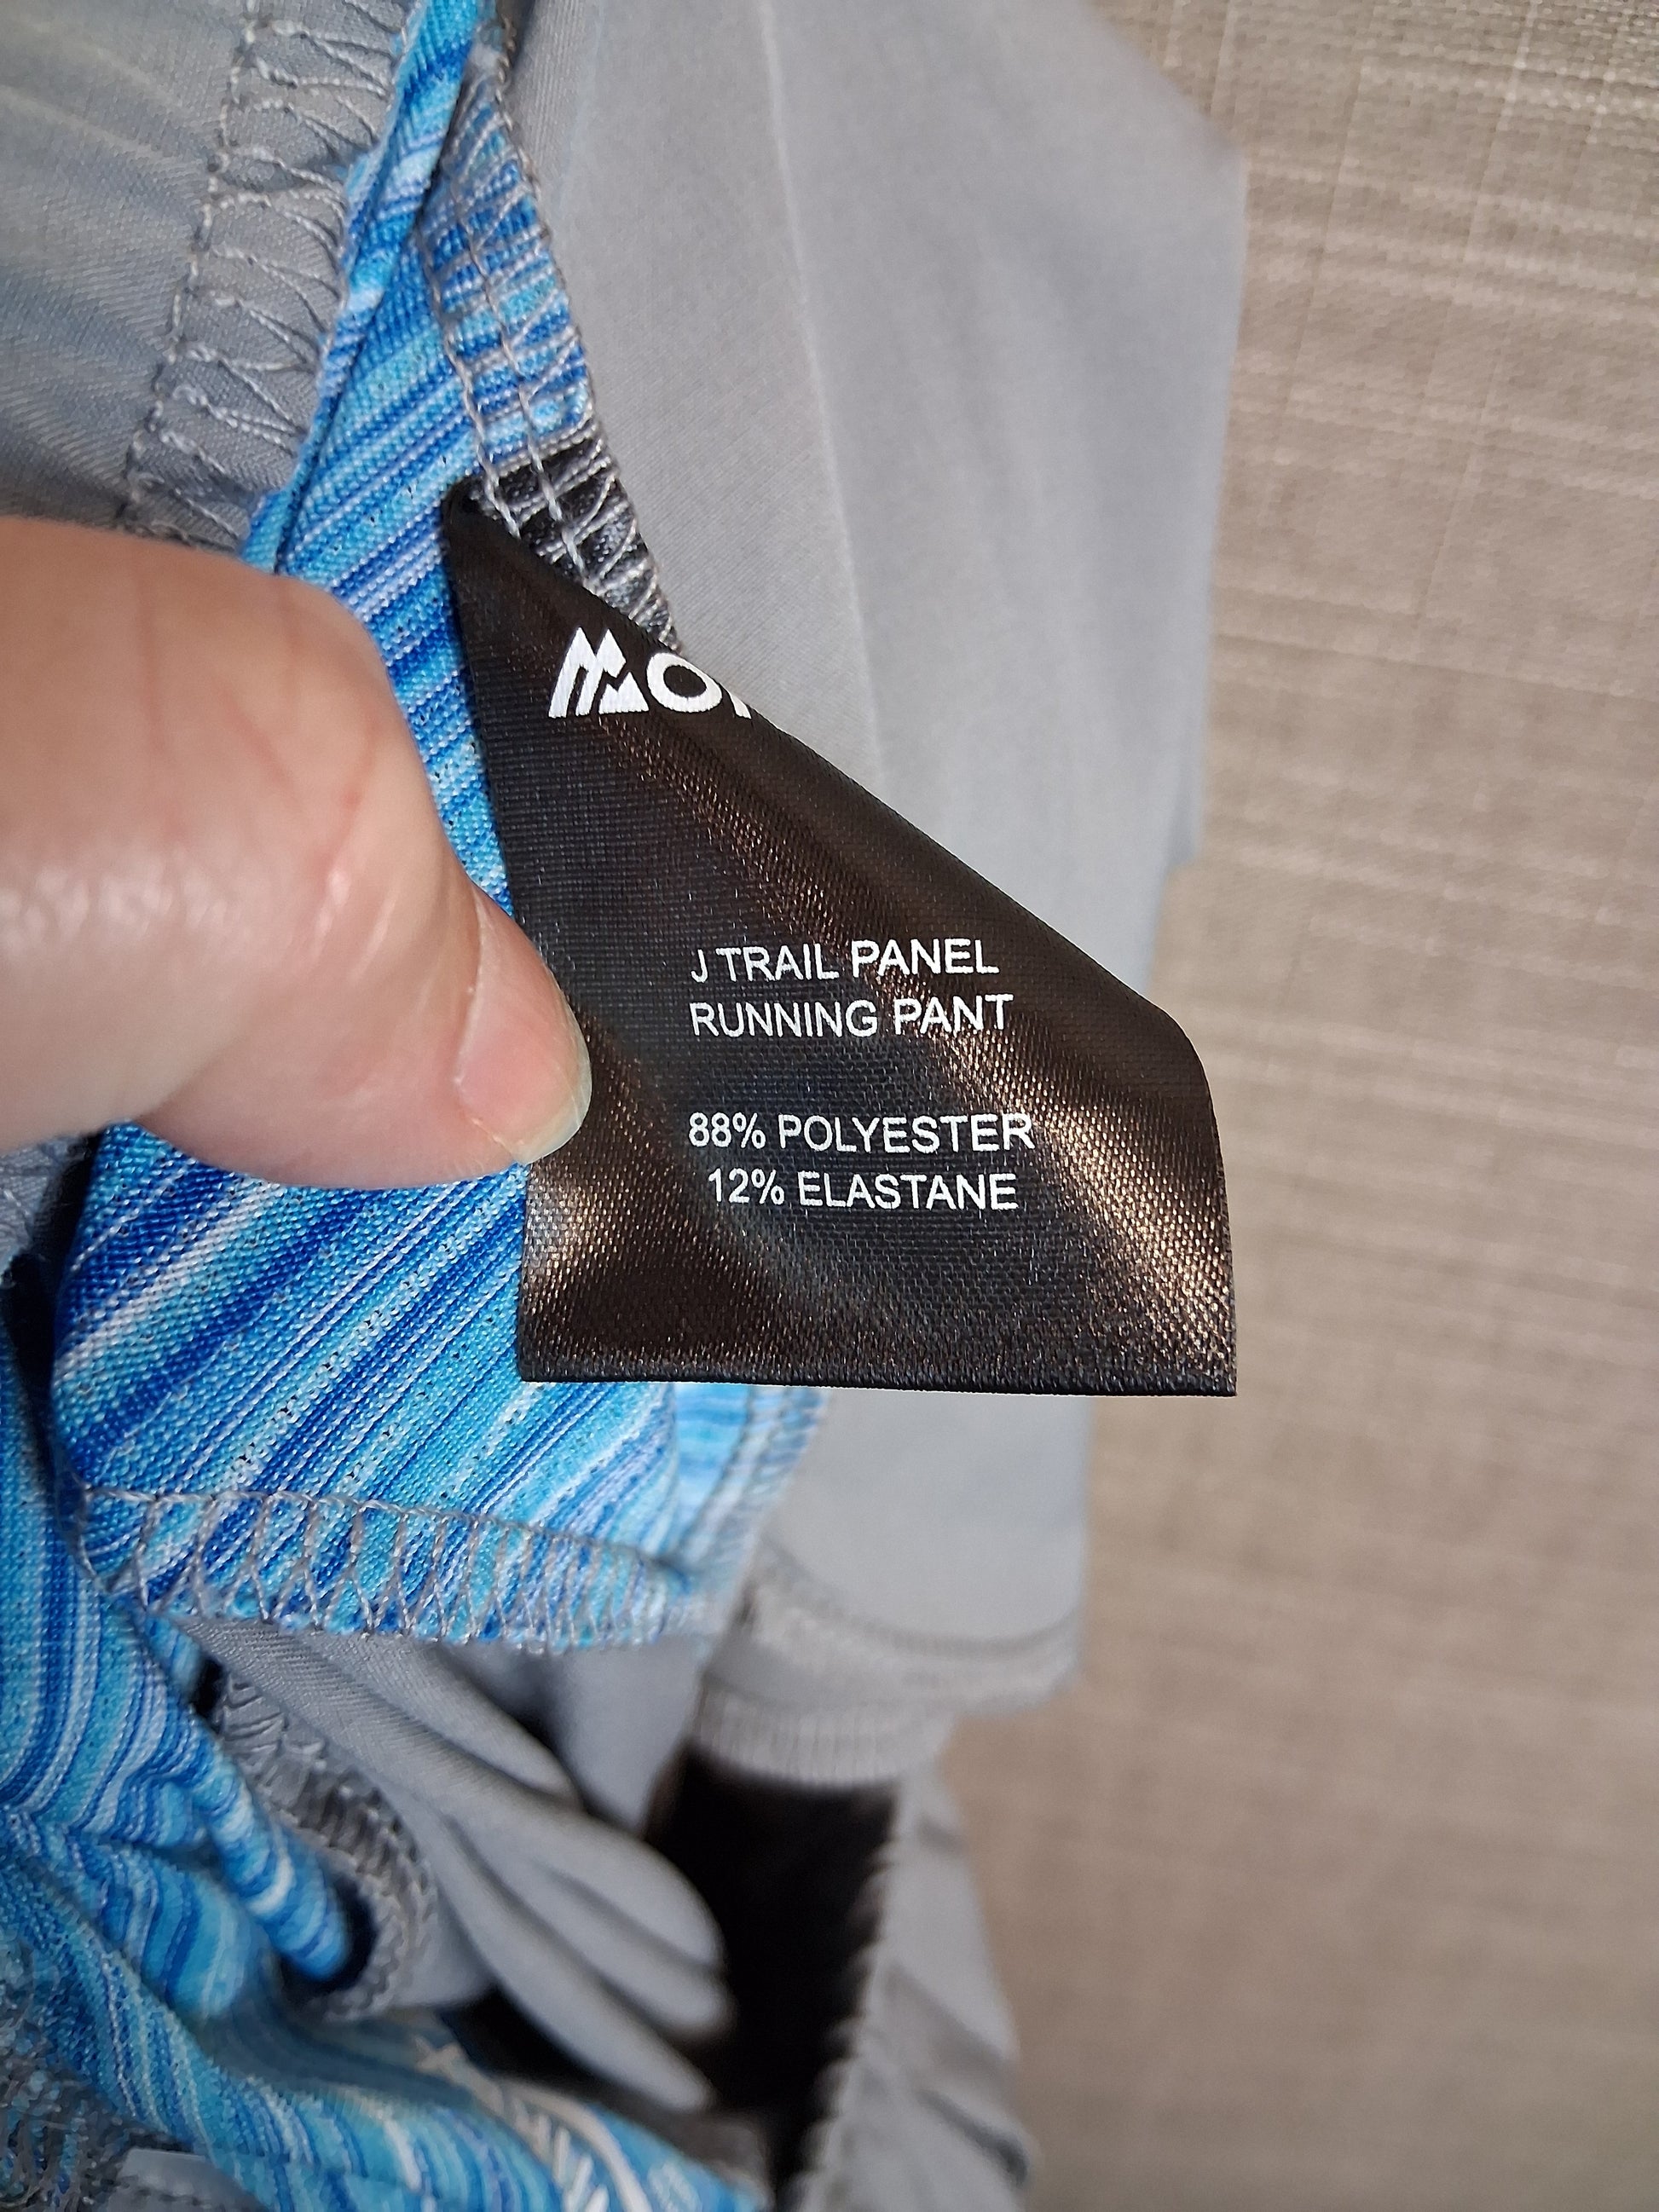 J TRAIL PANEL
RUNNING PANT
88% POLYESTER
12% ELASTANE